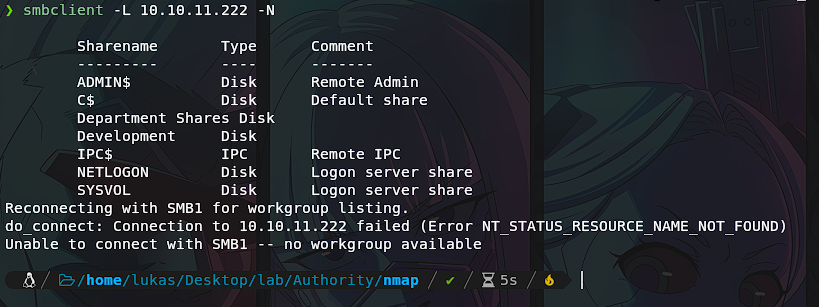 ❯ smbclient -L 10.10.11.222 -N
Sharename Type Comment
--------- ---- -------
ADMIN$ Disk Remote Admin
C$ Disk Default share
Department Shares Disk
Development Disk
IPC$ IPC Remote IPC
NETLOGON Disk Logon server share
SYSVOL Disk Logon server share
Reconnecting with SMB1 for workgroup listing.
do_connect: Connection to 10.10.11.222 failed (Error NT_STATUS_RESOURCE_NAME_NOT_FOUND)
Unable to connect with SMB1 -- no workgroup available
/ /home/lukas/Desktop/lab/Authority/nmap / ✔ / 5s /